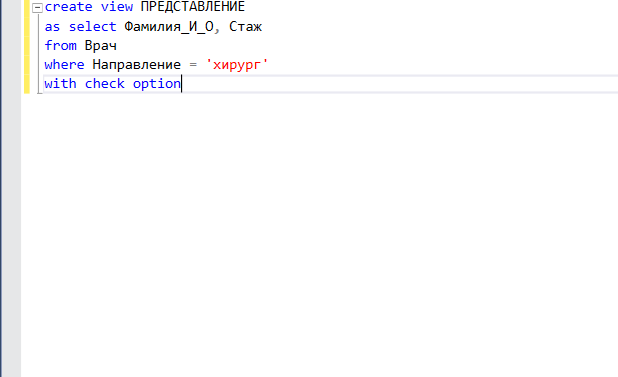 create view ПРЕДСТАВЛЕНИЕ
as select Фамилия_И_О, Стаж
from Врач
where Направление = 'хирург'
with check option